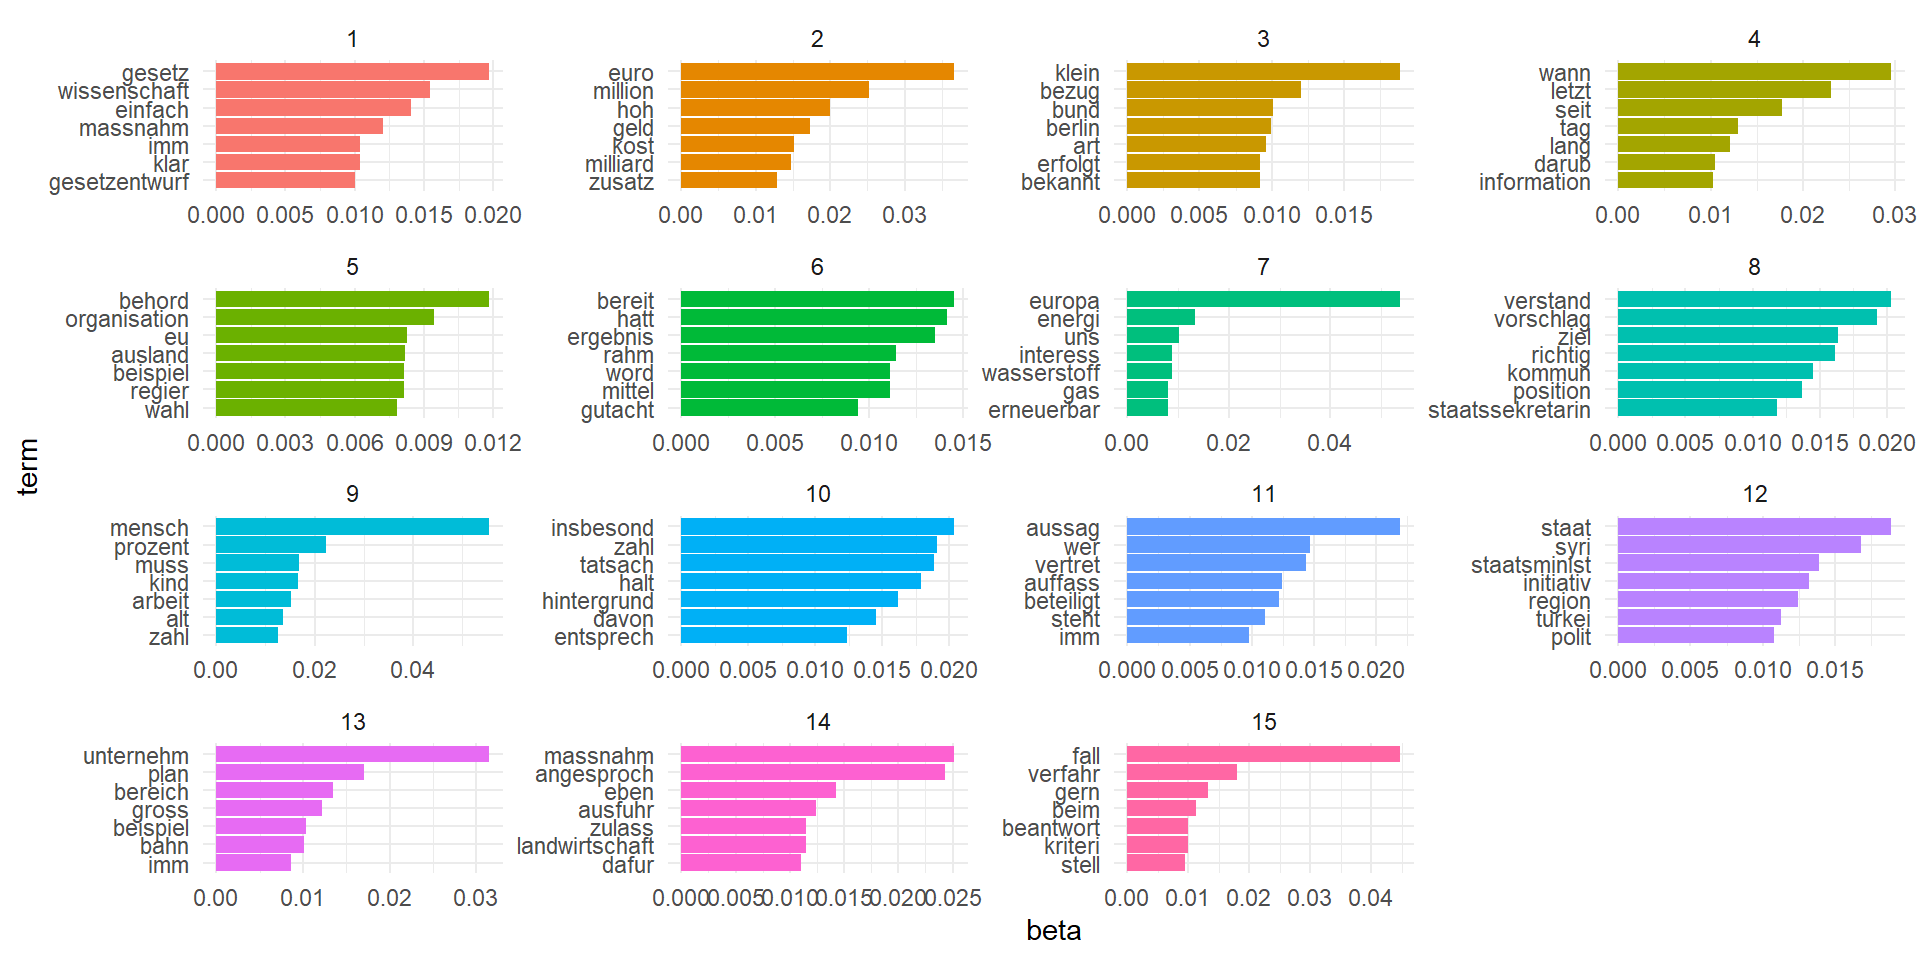 1
gesetz
wissenschaft
einfach
massnahm
imm
klar
gesetzentwurf
0.000 0.005 0.010 0.015 0.020
2
euro
million
hoh
geld
kost
milliard
zusatz
0.00 0.01 0.02 0.03
3
klein
bezug
bund
berlin
art
erfolgt
bekannt
0.000 0.005 0.010 0.015
4
wann
letzt
seit
tag
lang
darub
information
0.00 0.01 0.02 0.03
5
behord
organisation
eu
ausland
beispiel
regier
wahl
0.000 0.003 0.006 0.009 0.012
6
bereit
hatt
ergebnis
rahm
word
mittel
gutacht
0.000 0.005 0.010 0.015
7
europa
energi
uns
interess
wasserstoff
gas
erneuerbar
0.00 0.02 0.04
8
verstand
vorschlag
ziel
richtig
kommun
position
staatssekretarin
0.000 0.005 0.010 0.015 0.020
term
9
mensch
prozent
muss
kind
arbeit
alt
zahl
0.00 0.02 0.04
10
insbesond
zahl
tatsach
halt
hintergrund
davon
entsprech
0.000 0.005 0.010 0.015 0.020
11
aussag
wer
vertret
auffass
beteiligt
steht
imm
0.000 0.005 0.010 0.015 0.020
12
staat
syri
staatsminist
initiativ
region
turkei
polit
0.000 0.005 0.010 0.015
13
unternehm
plan
bereich
gross
beispiel
bahn
imm
0.00 0.01 0.02 0.03
14
massnahm
angesproch
eben
ausfuhr
zulass
landwirtschaft
dafur
0.000 0.005 0.010 0.015 0.020 0.025
15
fall
verfahr
gern
beim
beantwort
kriteri
stell
0.00 0.01 0.02 0.03 0.04
beta